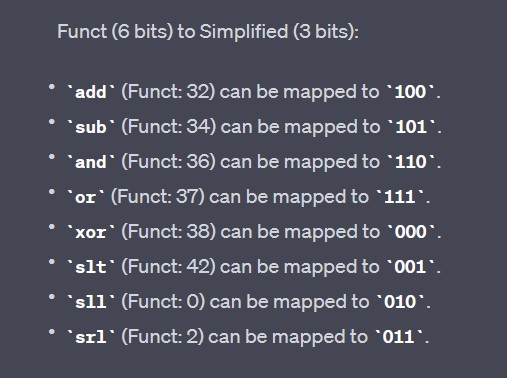 Funct (6 bits) to Simplified (3 bits):
• `add` (Funct: 32) can be mapped to `100`.
• `sub` (Funct: 34) can be mapped to `101`.
• `and` (Funct: 36) can be mapped to `110`.
• `or` (Funct: 37) can be mapped to `111`.
• `xor` (Funct: 38) can be mapped to `000`.
• `slt` (Funct: 42) can be mapped to `001`.
• `sll` (Funct: 0) can be mapped to `010`.
• `srl` (Funct: 2) can be mapped to `011`.